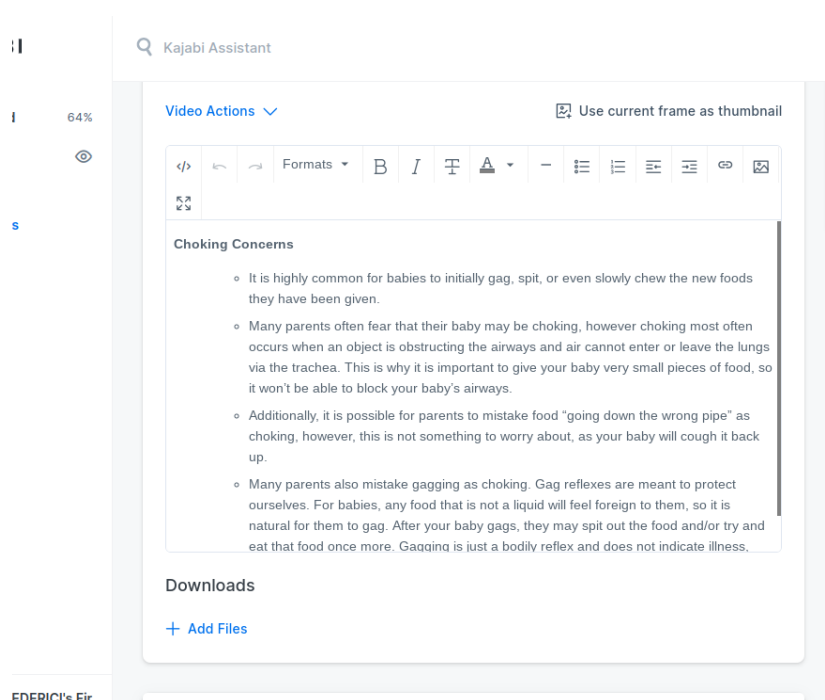 I
Kajabi Assistant
64%
s
Video Actions
Use current frame as thumbnail
</>
Formats
B
I
T
A
Choking Concerns
It is highly common for babies to initially gag, spit, or even slowly chew the new foods
they have been given.
Many parents often fear that their baby may be choking, however choking most often
occurs when an object is obstructing the airways and air cannot enter or leave the lungs
via the trachea. This is why it is important to give your baby very small pieces of food, so
it won’t be able to block your baby’s airways.
Additionally, it is possible for parents to mistake food “going down the wrong pipe” as
choking, however, this is not something to worry about, as your baby will cough it back
up.
Many parents also mistake gagging as choking. Gag reflexes are meant to protect
ourselves. For babies, any food that is not a liquid will feel foreign to them, so it is
natural for them to gag. After your baby gags, they may spit out the food and/or try and
eat that food once more. Gagging is just a bodily reflex and does not indicate illness,
Downloads
+ Add Files
EDERICI's Fir